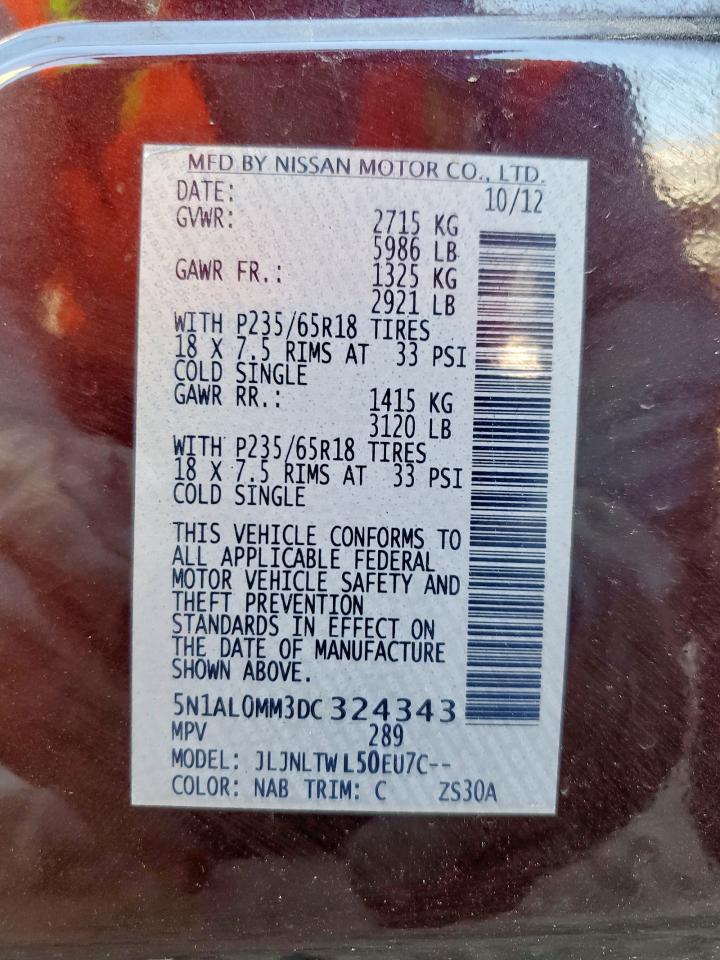 MFD BY NISSAN MOTOR CO., LTD.
DATE: 10/12
GVWR: 2715 KG
5986 LB
GAWR FR.: 1325 KG
2921 LB
WITH P235/65R18 TIRES
18 X 7.5 RIMS AT 33 PSI
COLD SINGLE
GAWR RR.: 1415 KG
3120 LB
WITH P235/65R18 TIRES
18 X 7.5 RIMS AT 33 PSI
COLD SINGLE
THIS VEHICLE CONFORMS TO
ALL APPLICABLE FEDERAL
MOTOR VEHICLE SAFETY AND
THEFT PREVENTION
STANDARDS IN EFFECT ON
THE DATE OF MANUFACTURE
SHOWN ABOVE.
5N1AL0MM3DC 324343
MPV 289
MODEL: JLJNLTWL50EU7C--
COLOR: NAB TRIM: C ZS30A